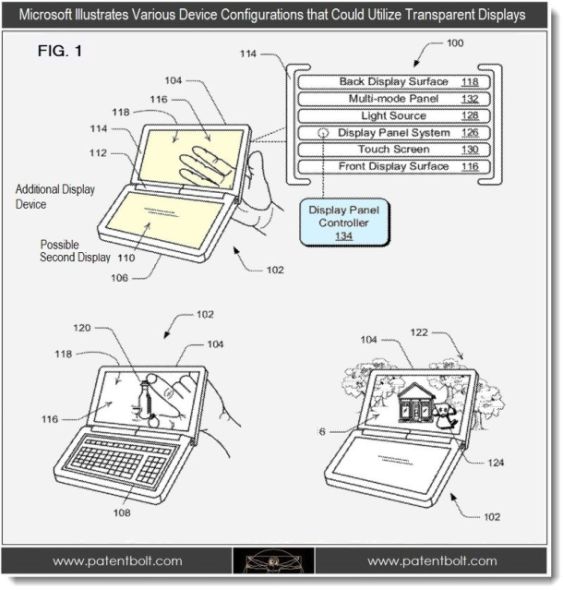 Microsoft Illustrates Various Device Configurations that Could Utilize Transparent Displays
FIG. 1
100
104
114
118
116
114
112
Back Display Surface 118
Multi-mode Panel 132
Light Source 128
Display Panel System 126
Touch Screen 130
Front Display Surface 116
Additional Display
Device
Possible
Second Display
110
106
102
Display Panel
Controller
134
102
120
118
104
116
108
122
104
6
124
102
www.patentbolt.com
www.patentbolt.com